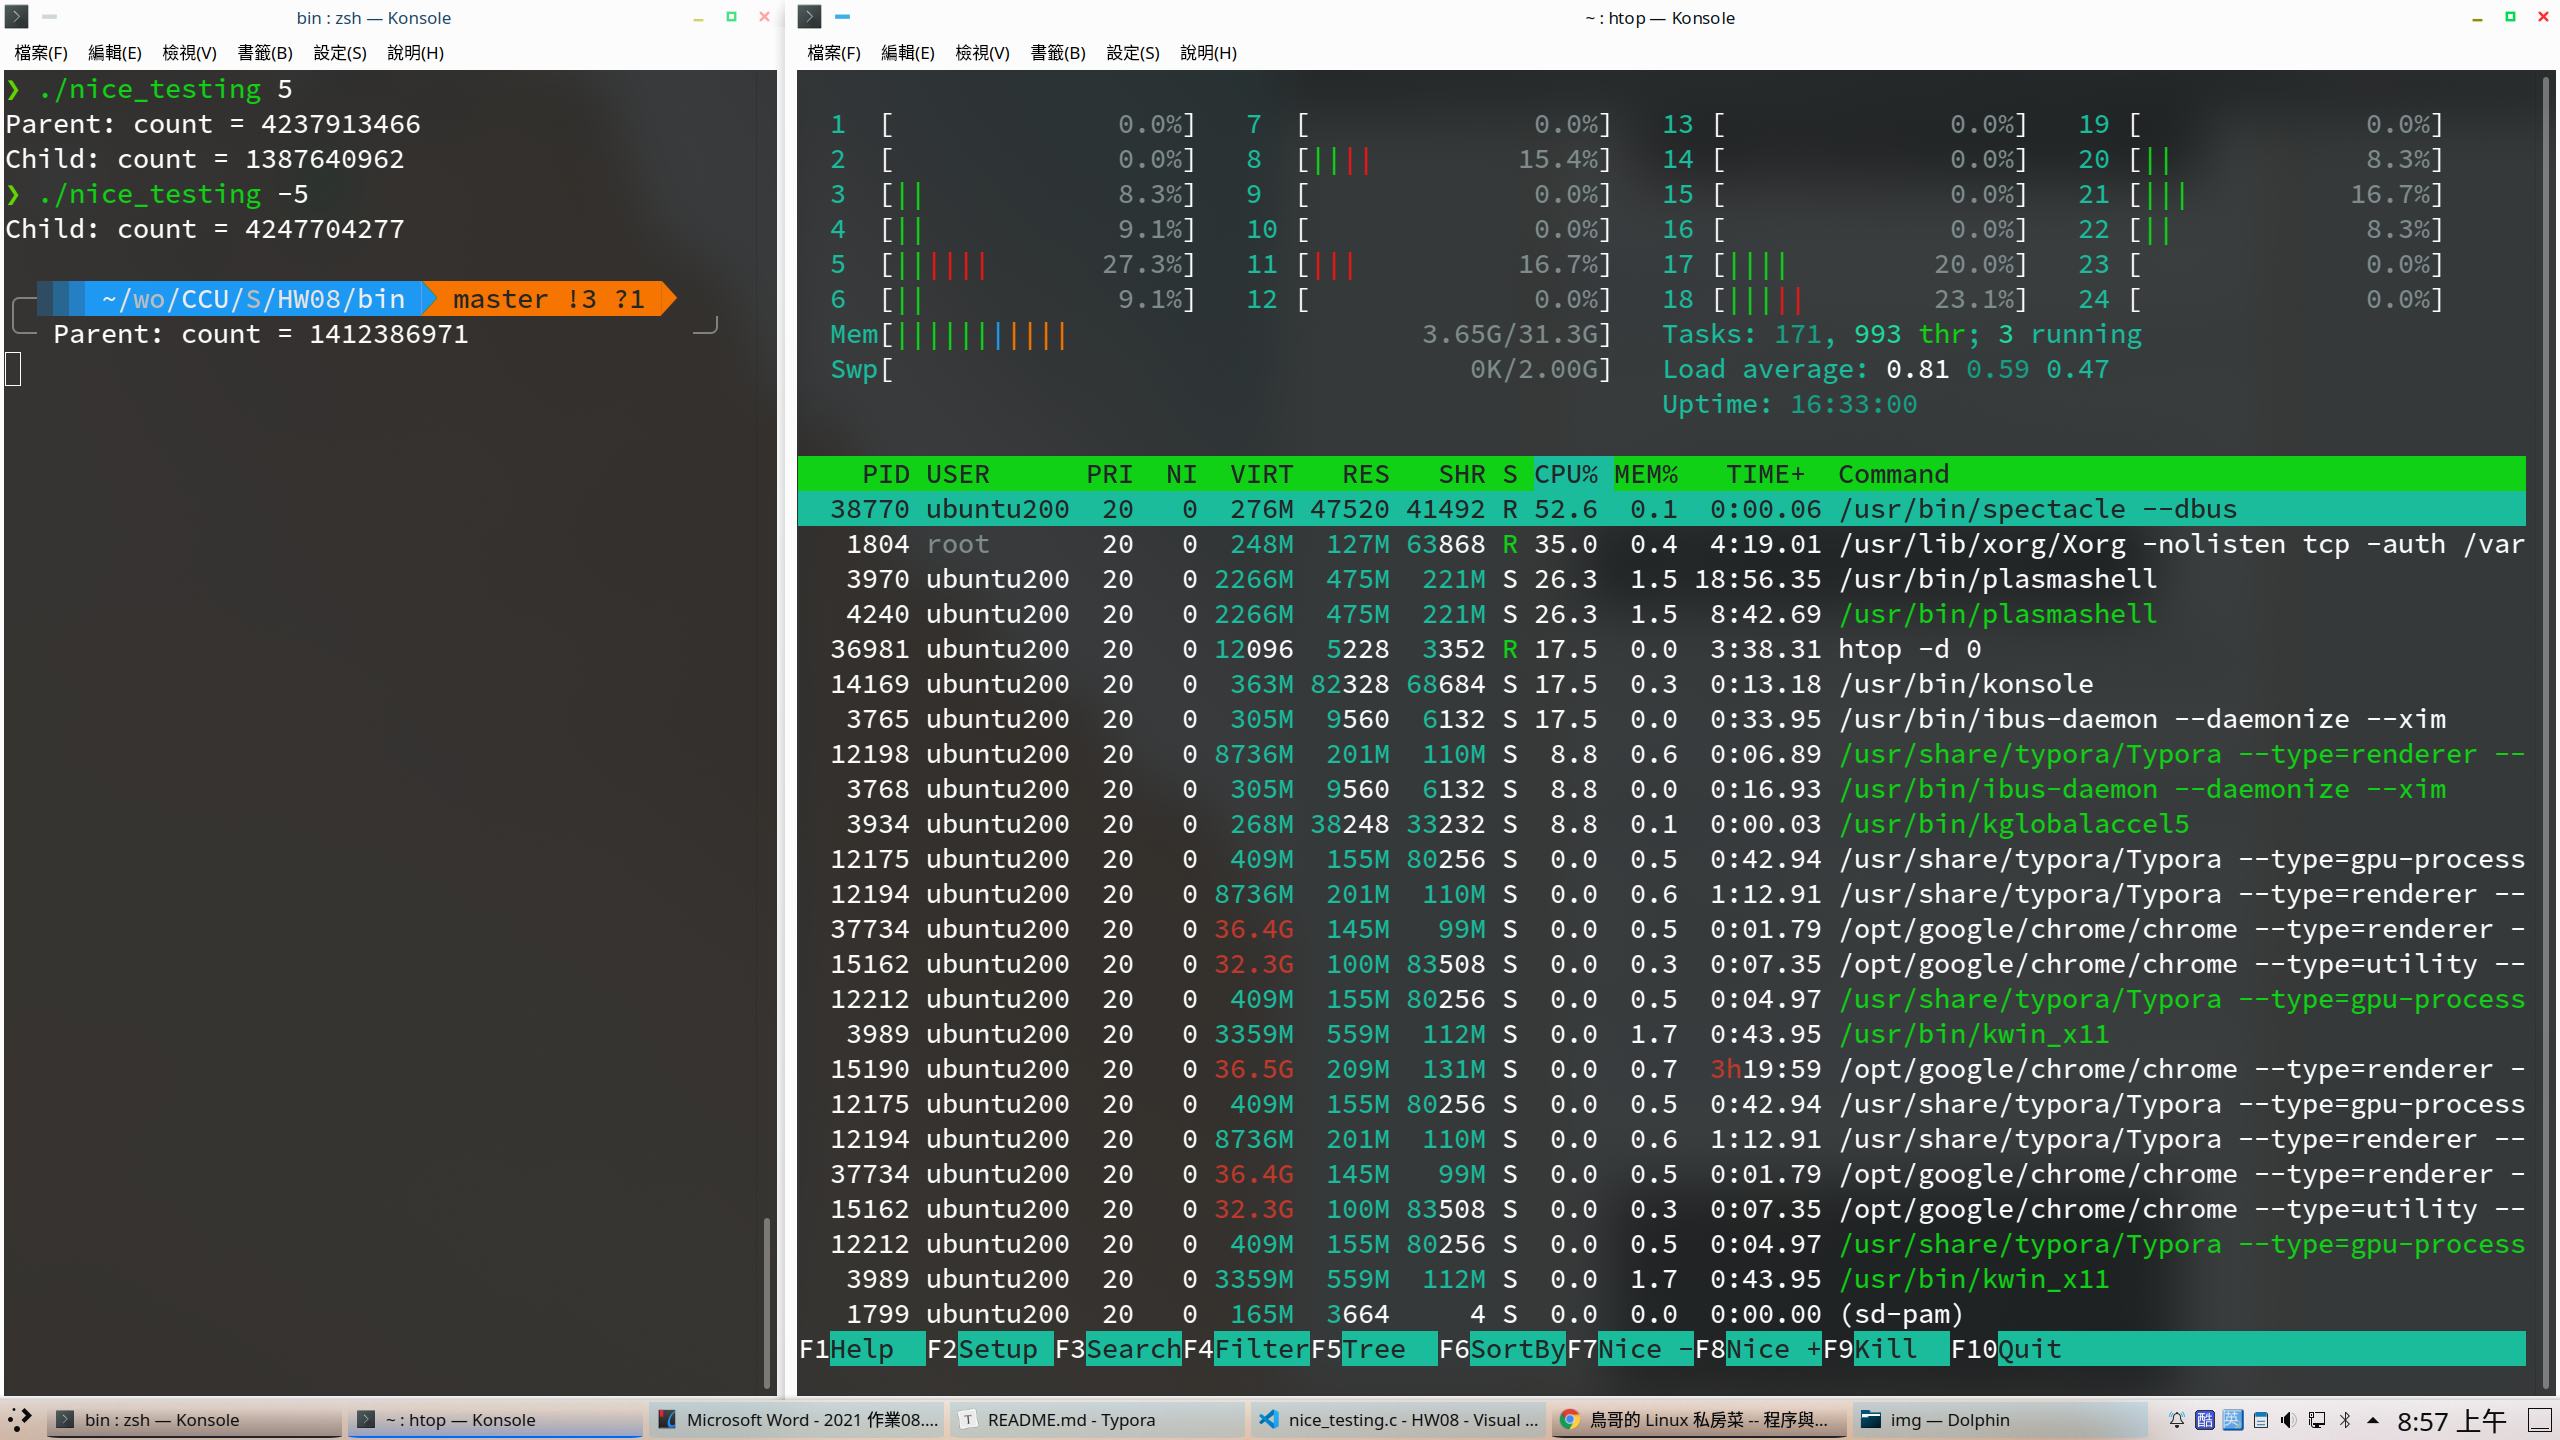 bin : zsh — Konsole
檔案(F) 編輯(E) 檢視(V) 書籤(B) 設定(S) 說明(H)
❯ ./nice_testing 5
Parent: count = 4237913466
Child: count = 1387640962
❯ ./nice_testing -5
Child: count = 4247704277
~/wo/CCU/S/HW08/bin master !3 ?1
Parent: count = 1412386971
~ : htop — Konsole
檔案(F) 編輯(E) 檢視(V) 書籤(B) 設定(S) 說明(H)
1 [ 0.0%] 7 [ 0.0%] 13 [ 0.0%] 19 [ 0.0%]
2 [ 0.0%] 8 [|||| 15.4%] 14 [ 0.0%] 20 [|| 8.3%]
3 [|| 8.3%] 9 [ 0.0%] 15 [ 0.0%] 21 [||| 16.7%]
4 [|| 9.1%] 10 [ 0.0%] 16 [ 0.0%] 22 [|| 8.3%]
5 [|||||| 27.3%] 11 [||| 16.7%] 17 [|||| 20.0%] 23 [ 0.0%]
6 [|| 9.1%] 12 [ 0.0%] 18 [||||| 23.1%] 24 [ 0.0%]
Mem[||||||||||| 3.65G/31.3G] Tasks: 171, 993 thr; 3 running
Swp[ 0K/2.00G] Load average: 0.81 0.59 0.47
Uptime: 16:33:00
PID USER PRI NI VIRT RES SHR S CPU% MEM% TIME+ Command
38770 ubuntu200 20 0 276M 47520 41492 R 52.6 0.1 0:00.06 /usr/bin/spectacle --dbus
1804 root 20 0 248M 127M 63868 R 35.0 0.4 4:19.01 /usr/lib/xorg/Xorg -nolisten tcp -auth /var
3970 ubuntu200 20 0 2266M 475M 221M S 26.3 1.5 18:56.35 /usr/bin/plasmashell
4240 ubuntu200 20 0 2266M 475M 221M S 26.3 1.5 8:42.69 /usr/bin/plasmashell
36981 ubuntu200 20 0 12096 5228 3352 R 17.5 0.0 3:38.31 htop -d 0
14169 ubuntu200 20 0 363M 82328 68684 S 17.5 0.3 0:13.18 /usr/bin/konsole
3765 ubuntu200 20 0 305M 9560 6132 S 17.5 0.0 0:33.95 /usr/bin/ibus-daemon --daemonize --xim
12198 ubuntu200 20 0 8736M 201M 110M S 8.8 0.6 0:06.89 /usr/share/typora/Typora --type=renderer --
3768 ubuntu200 20 0 305M 9560 6132 S 8.8 0.0 0:16.93 /usr/bin/ibus-daemon --daemonize --xim
3934 ubuntu200 20 0 268M 38248 33232 S 8.8 0.1 0:00.03 /usr/bin/kglobalaccel5
12175 ubuntu200 20 0 409M 155M 80256 S 0.0 0.5 0:42.94 /usr/share/typora/Typora --type=gpu-process
12194 ubuntu200 20 0 8736M 201M 110M S 0.0 0.6 1:12.91 /usr/share/typora/Typora --type=renderer --
37734 ubuntu200 20 0 36.4G 145M 99M S 0.0 0.5 0:01.79 /opt/google/chrome/chrome --type=renderer -
15162 ubuntu200 20 0 32.3G 100M 83508 S 0.0 0.3 0:07.35 /opt/google/chrome/chrome --type=utility --
12212 ubuntu200 20 0 409M 155M 80256 S 0.0 0.5 0:04.97 /usr/share/typora/Typora --type=gpu-process
3989 ubuntu200 20 0 3359M 559M 112M S 0.0 1.7 0:43.95 /usr/bin/kwin_x11
15190 ubuntu200 20 0 36.5G 209M 131M S 0.0 0.7 3h19:59 /opt/google/chrome/chrome --type=renderer -
12175 ubuntu200 20 0 409M 155M 80256 S 0.0 0.5 0:42.94 /usr/share/typora/Typora --type=gpu-process
12194 ubuntu200 20 0 8736M 201M 110M S 0.0 0.6 1:12.91 /usr/share/typora/Typora --type=renderer --
37734 ubuntu200 20 0 36.4G 145M 99M S 0.0 0.5 0:01.79 /opt/google/chrome/chrome --type=renderer -
15162 ubuntu200 20 0 32.3G 100M 83508 S 0.0 0.3 0:07.35 /opt/google/chrome/chrome --type=utility --
12212 ubuntu200 20 0 409M 155M 80256 S 0.0 0.5 0:04.97 /usr/share/typora/Typora --type=gpu-process
3989 ubuntu200 20 0 3359M 559M 112M S 0.0 1.7 0:43.95 /usr/bin/kwin_x11
1799 ubuntu200 20 0 165M 3664 4 S 0.0 0.0 0:00.00 (sd-pam)
F1Help F2Setup F3SearchF4FilterF5Tree F6SortByF7Nice -F8Nice +F9Kill F10Quit
bin : zsh — Konsole ~ : htop — Konsole Microsoft Word - 2021 作業08.... README.md - Typora nice_testing.c - HW08 - Visual ... 鳥哥的 Linux 私房菜 -- 程序與... img — Dolphin 酷 英 8:57 上午